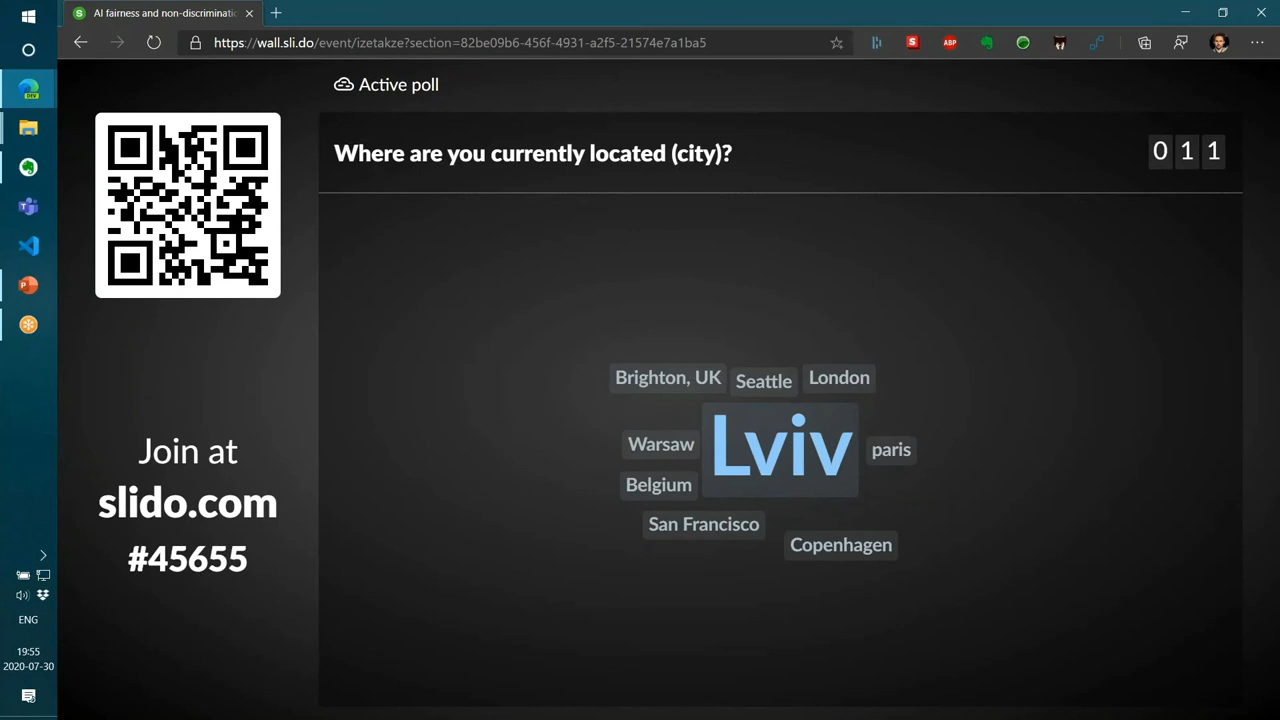 AI fairness and non-discriminatio
https://wall.sli.do/event/izetakze?section=82be09b6-456f-4931-a2f5-21574e7a1ba5
ABP
Active poll
Where are you currently located (city)?
0 1 1
Brighton, UK
Seattle
London
Warsaw
Lviv
paris
Belgium
San Francisco
Copenhagen
Join at
slido.com
#45655
ENG
19:55
2020-07-30